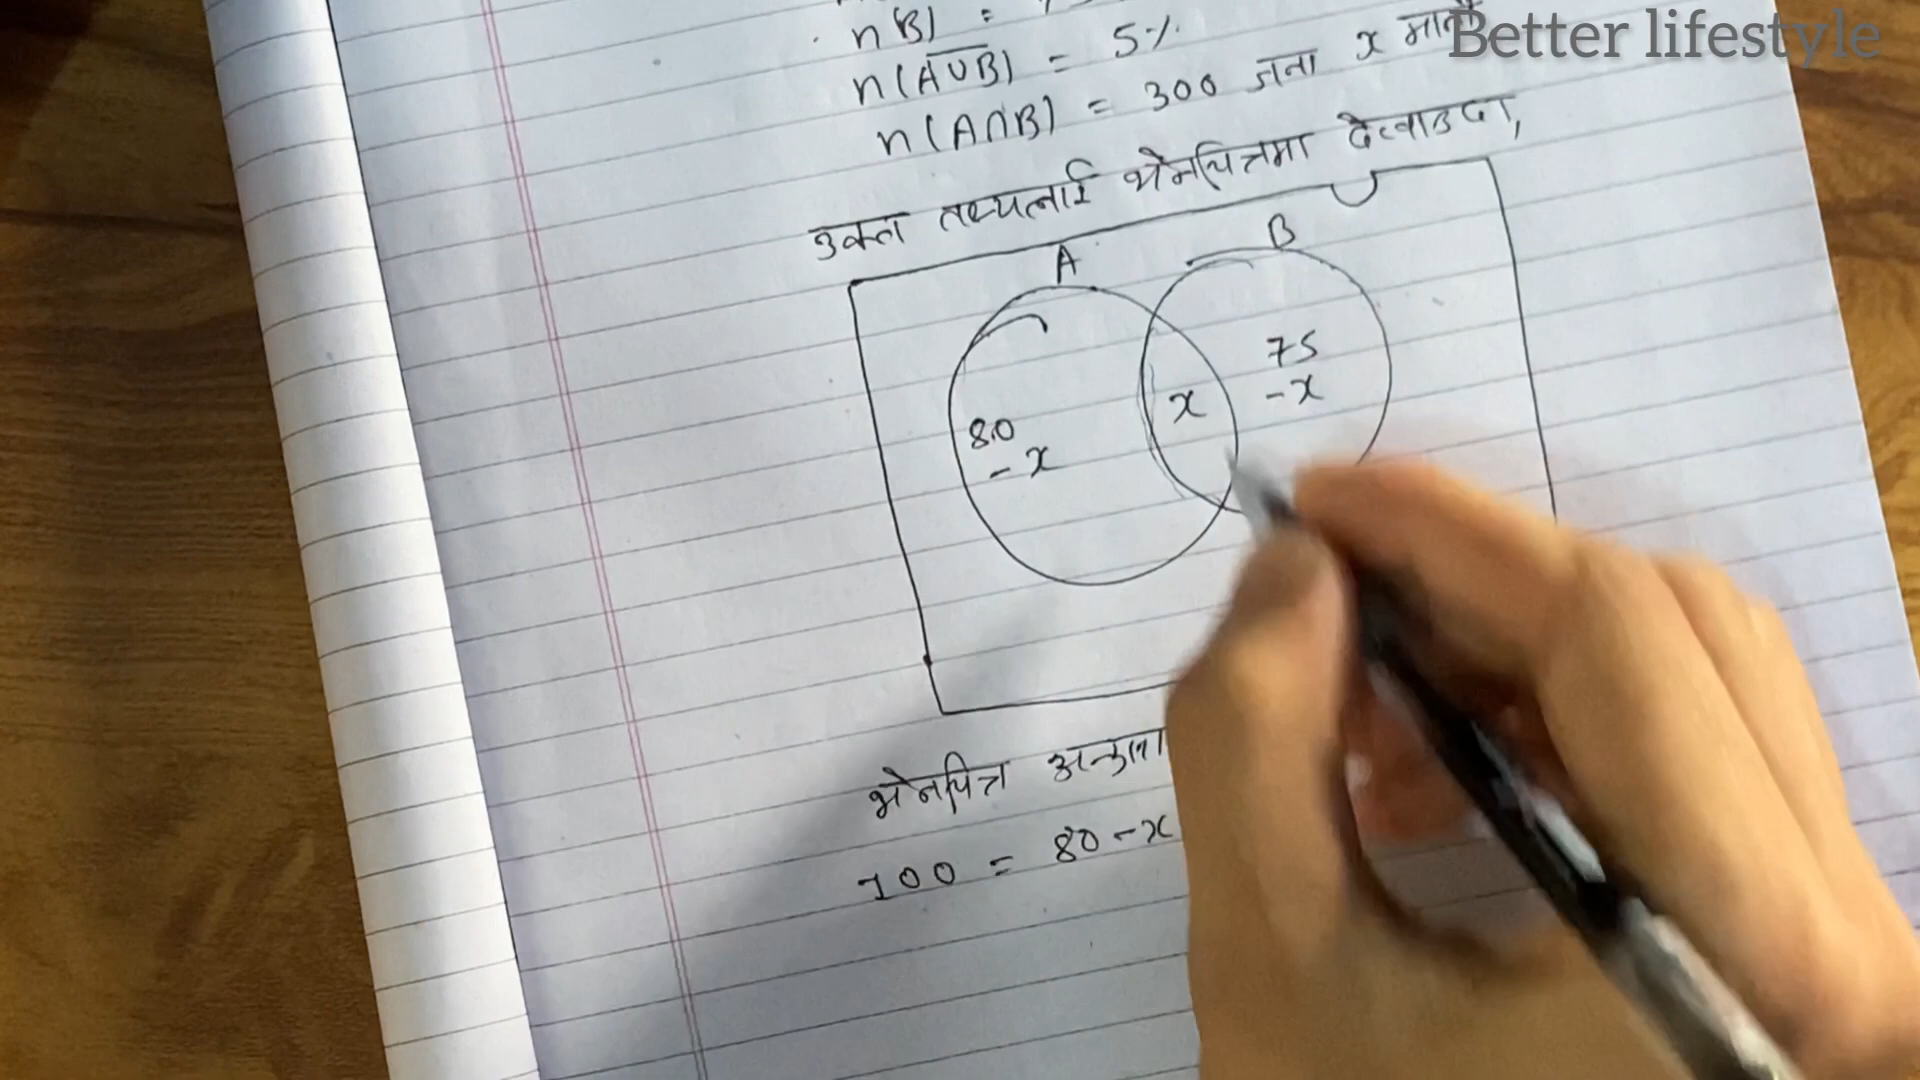 Better lifestyle
n(B) =
n(A∪B) = 5%
n(A∩B) = 300 जना x मानौ
उक्त तथ्यलाई भेनचित्रमा देखाउदा,
U
A
B
80
- x
x
75
- x
भेनचित्र अनुसा
100 = 80 - x